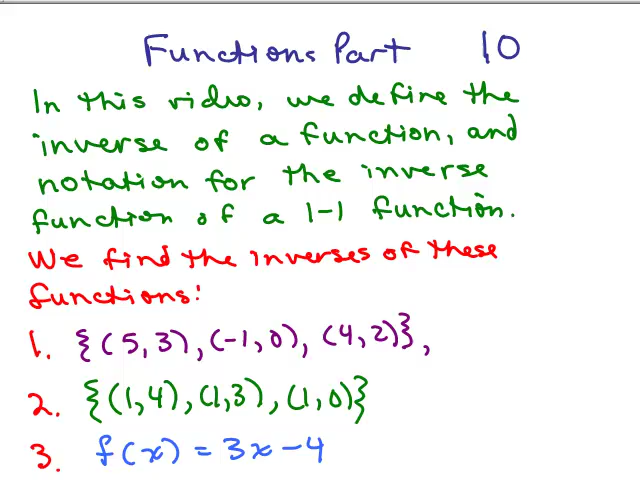 Functions Part 10
In this video, we define the
inverse of a function, and
notation for the inverse
function of a 1-1 function.
We find the inverses of these
functions:
1. {(5,3), (-1,0), (4,2)},
2. {(1,4), (1,3), (1,0)}
3. f(x) = 3x - 4